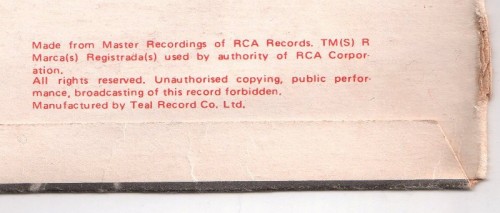 Made from Master Recordings of RCA Records. TM(S) R
Marca(s) Registrada(s) used by authority of RCA Corpor-
ation.
All rights reserved. Unauthorised copying, public perfor-
mance, broadcasting of this record forbidden.
Manufactured by Teal Record Co. Ltd.